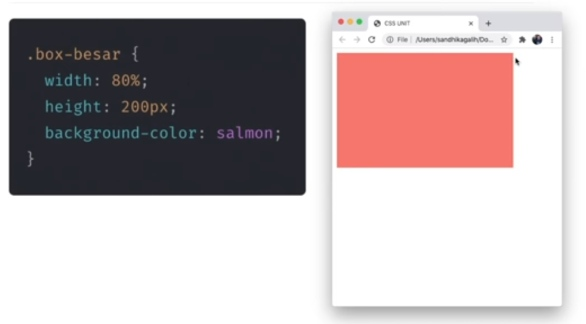 .box-besar {
width: 80%;
height: 200px;
background-color: salmon;
}
CSS UNIT
File
/Users/sandhikagalih/Do...